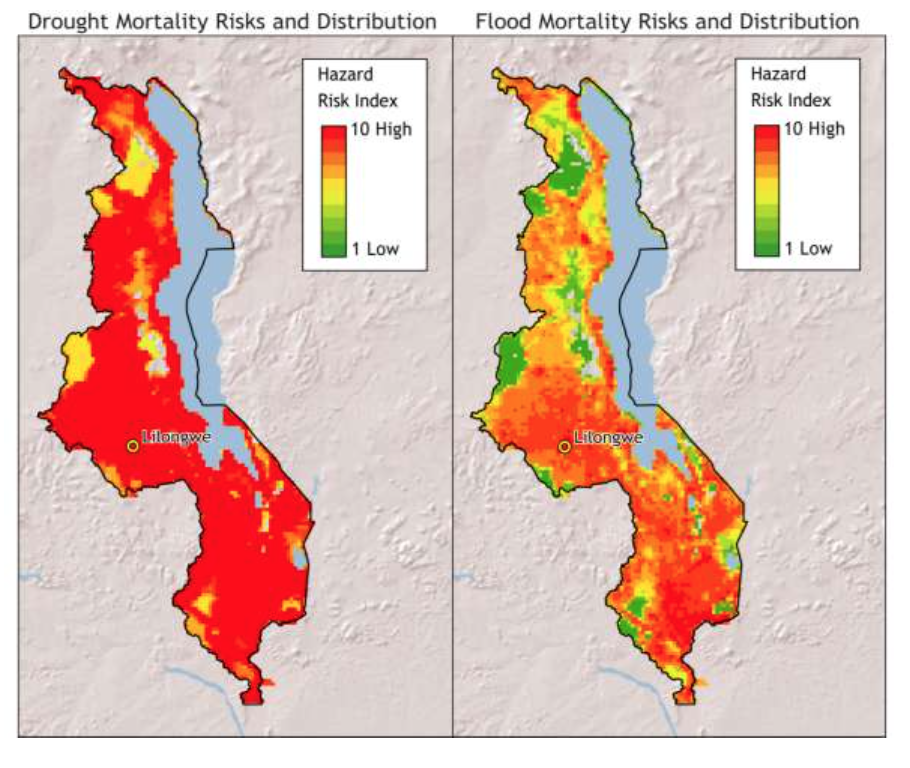 Drought Mortality Risks and Distribution
Flood Mortality Risks and Distribution
Hazard
Risk Index
10 High
1 Low
Lilongwe
Hazard
Risk Index
10 High
1 Low
Lilongwe